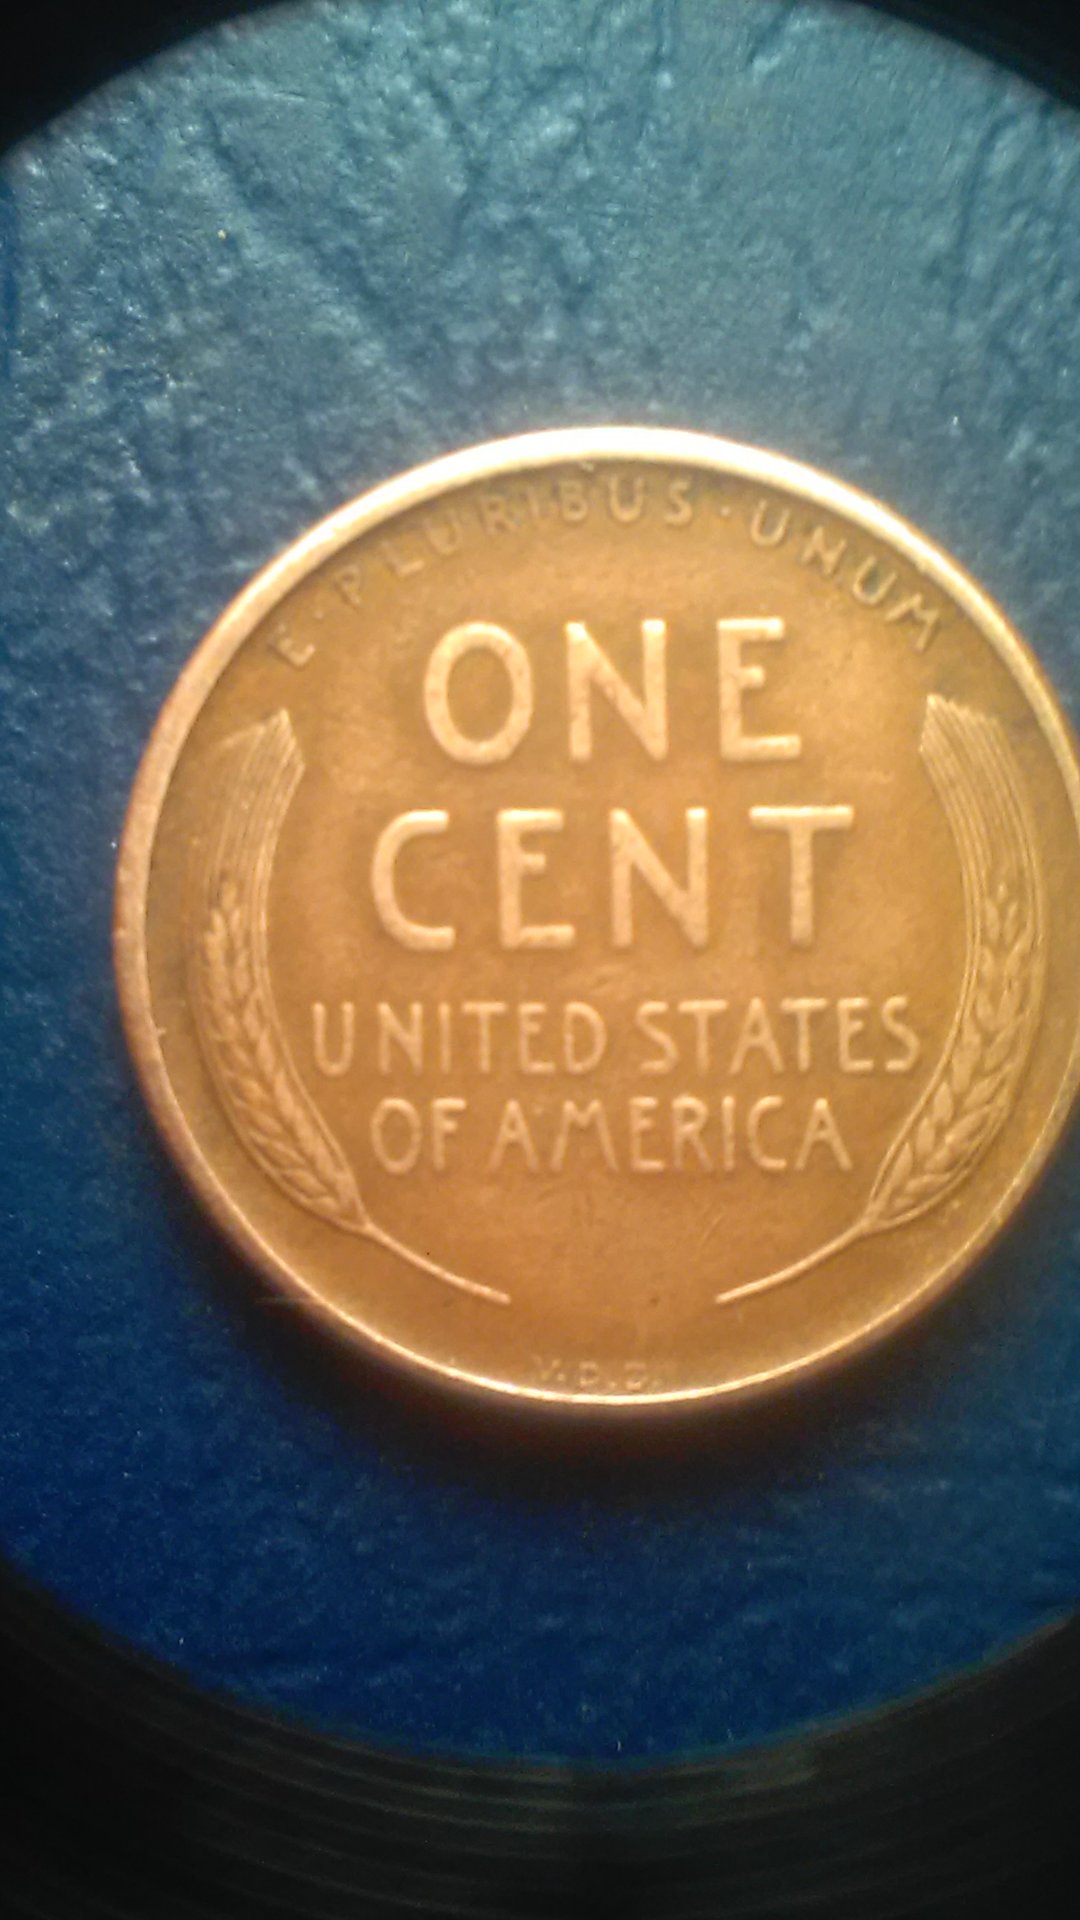 E · PLURIBUS · UNUM
ONE
CENT
UNITED STATES
OF AMERICA
V.D.B.